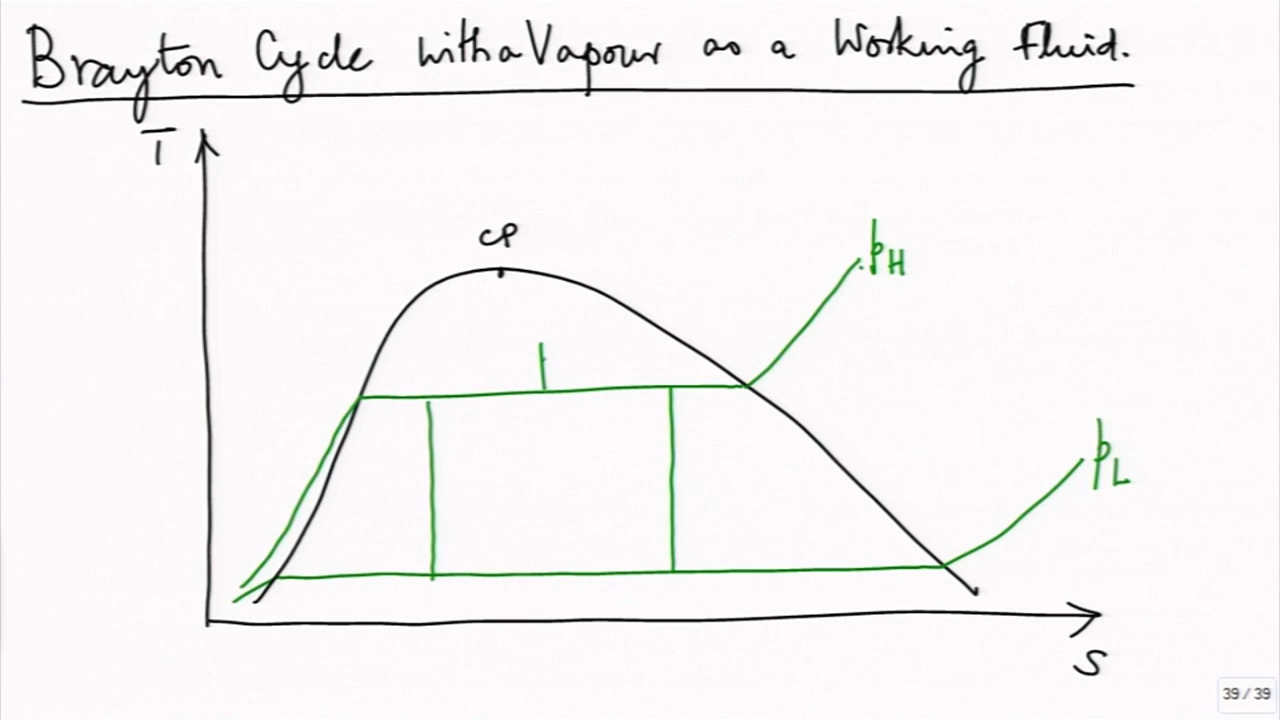 Brayton Cycle with a Vapour as a Working Fluid.
T
CP
pH
pL
s
39 / 39